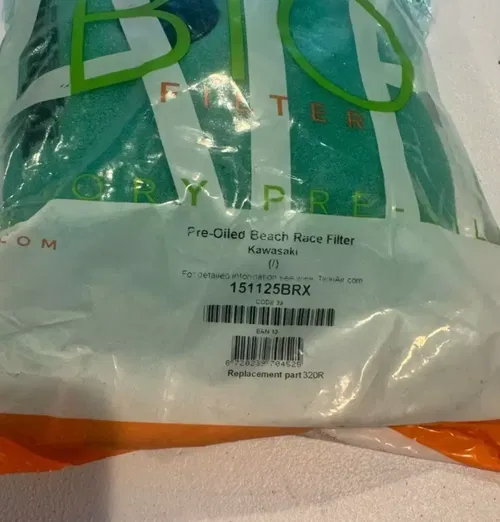 BIO
FILTER
ORY PRE-
.COM
Pre-Oiled Beach Race Filter
Kawasaki
(/)
For detailed information see www. TwinAir.com
151125BRX
CODE 39
EAN 13
Replacement part 320R